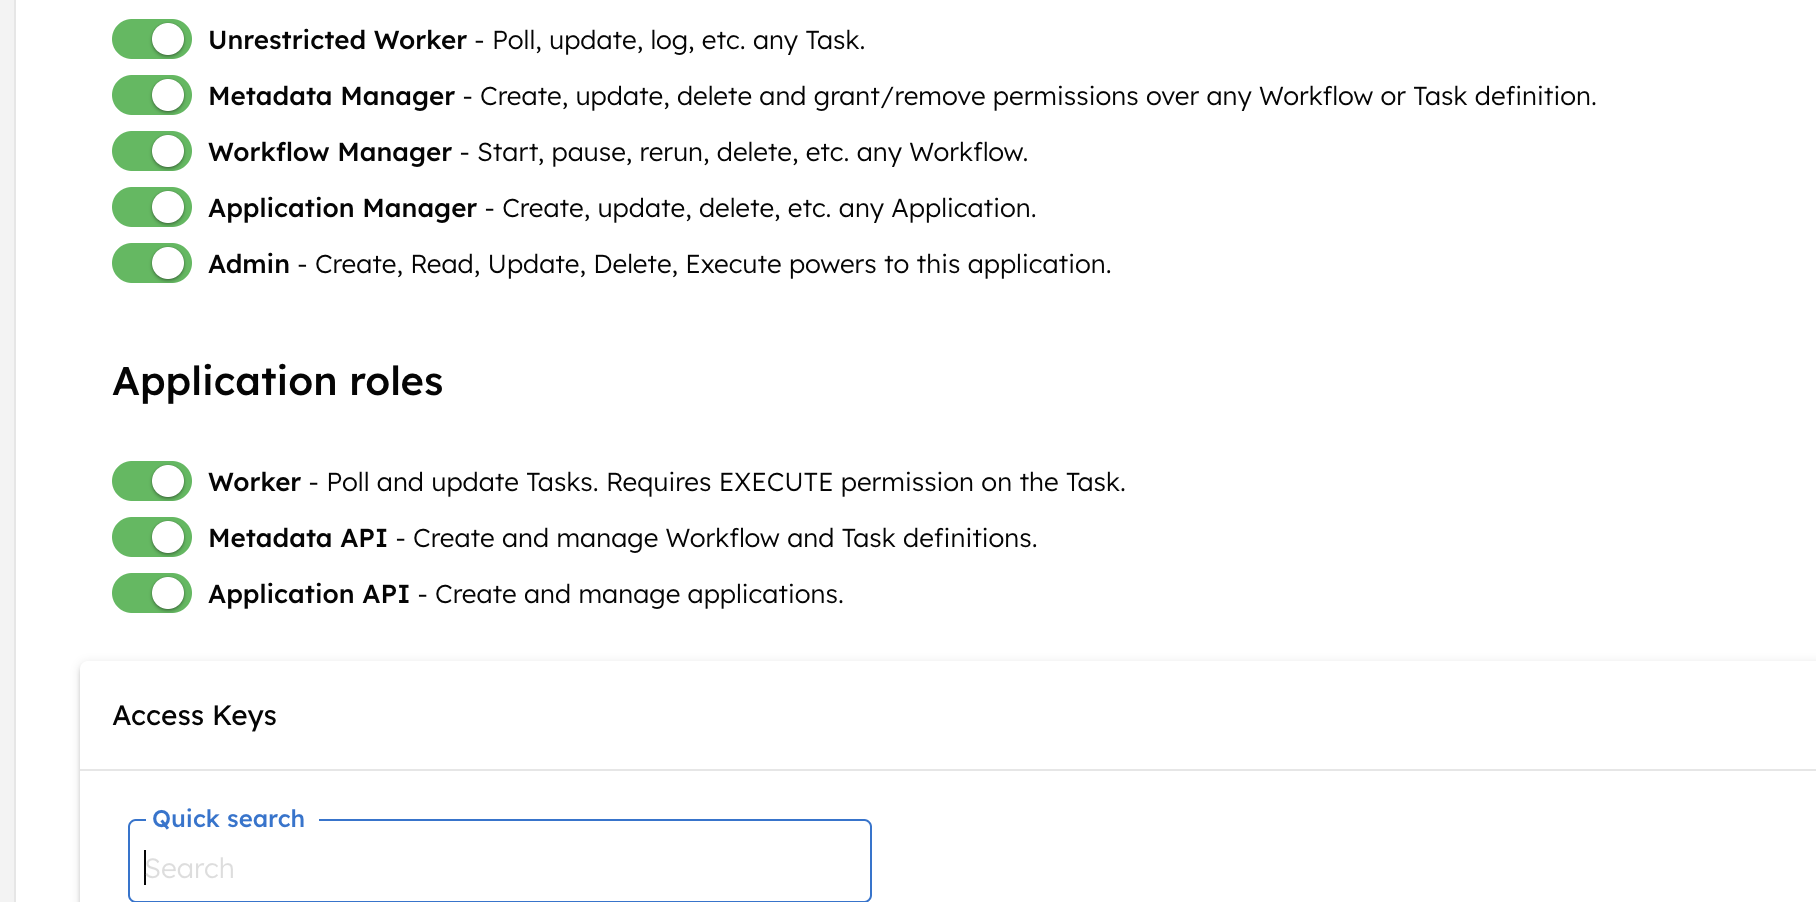 Unrestricted Worker - Poll, update, log, etc. any Task.
Metadata Manager - Create, update, delete and grant/remove permissions over any Workflow or Task definition.
Workflow Manager - Start, pause, rerun, delete, etc. any Workflow.
Application Manager - Create, update, delete, etc. any Application.
Admin - Create, Read, Update, Delete, Execute powers to this application.
Application roles
Worker - Poll and update Tasks. Requires EXECUTE permission on the Task.
Metadata API - Create and manage Workflow and Task definitions.
Application API - Create and manage applications.
Access Keys
Quick search
Search